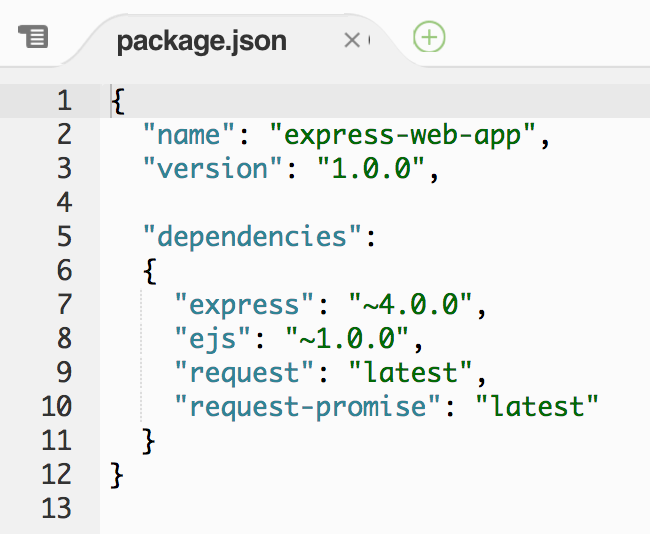 package.json
1 {
2 "name": "express-web-app",
3 "version": "1.0.0",
4
5 "dependencies":
6 {
7 "express": "~4.0.0",
8 "ejs": "~1.0.0",
9 "request": "latest",
10 "request-promise": "latest"
11 }
12 }
13